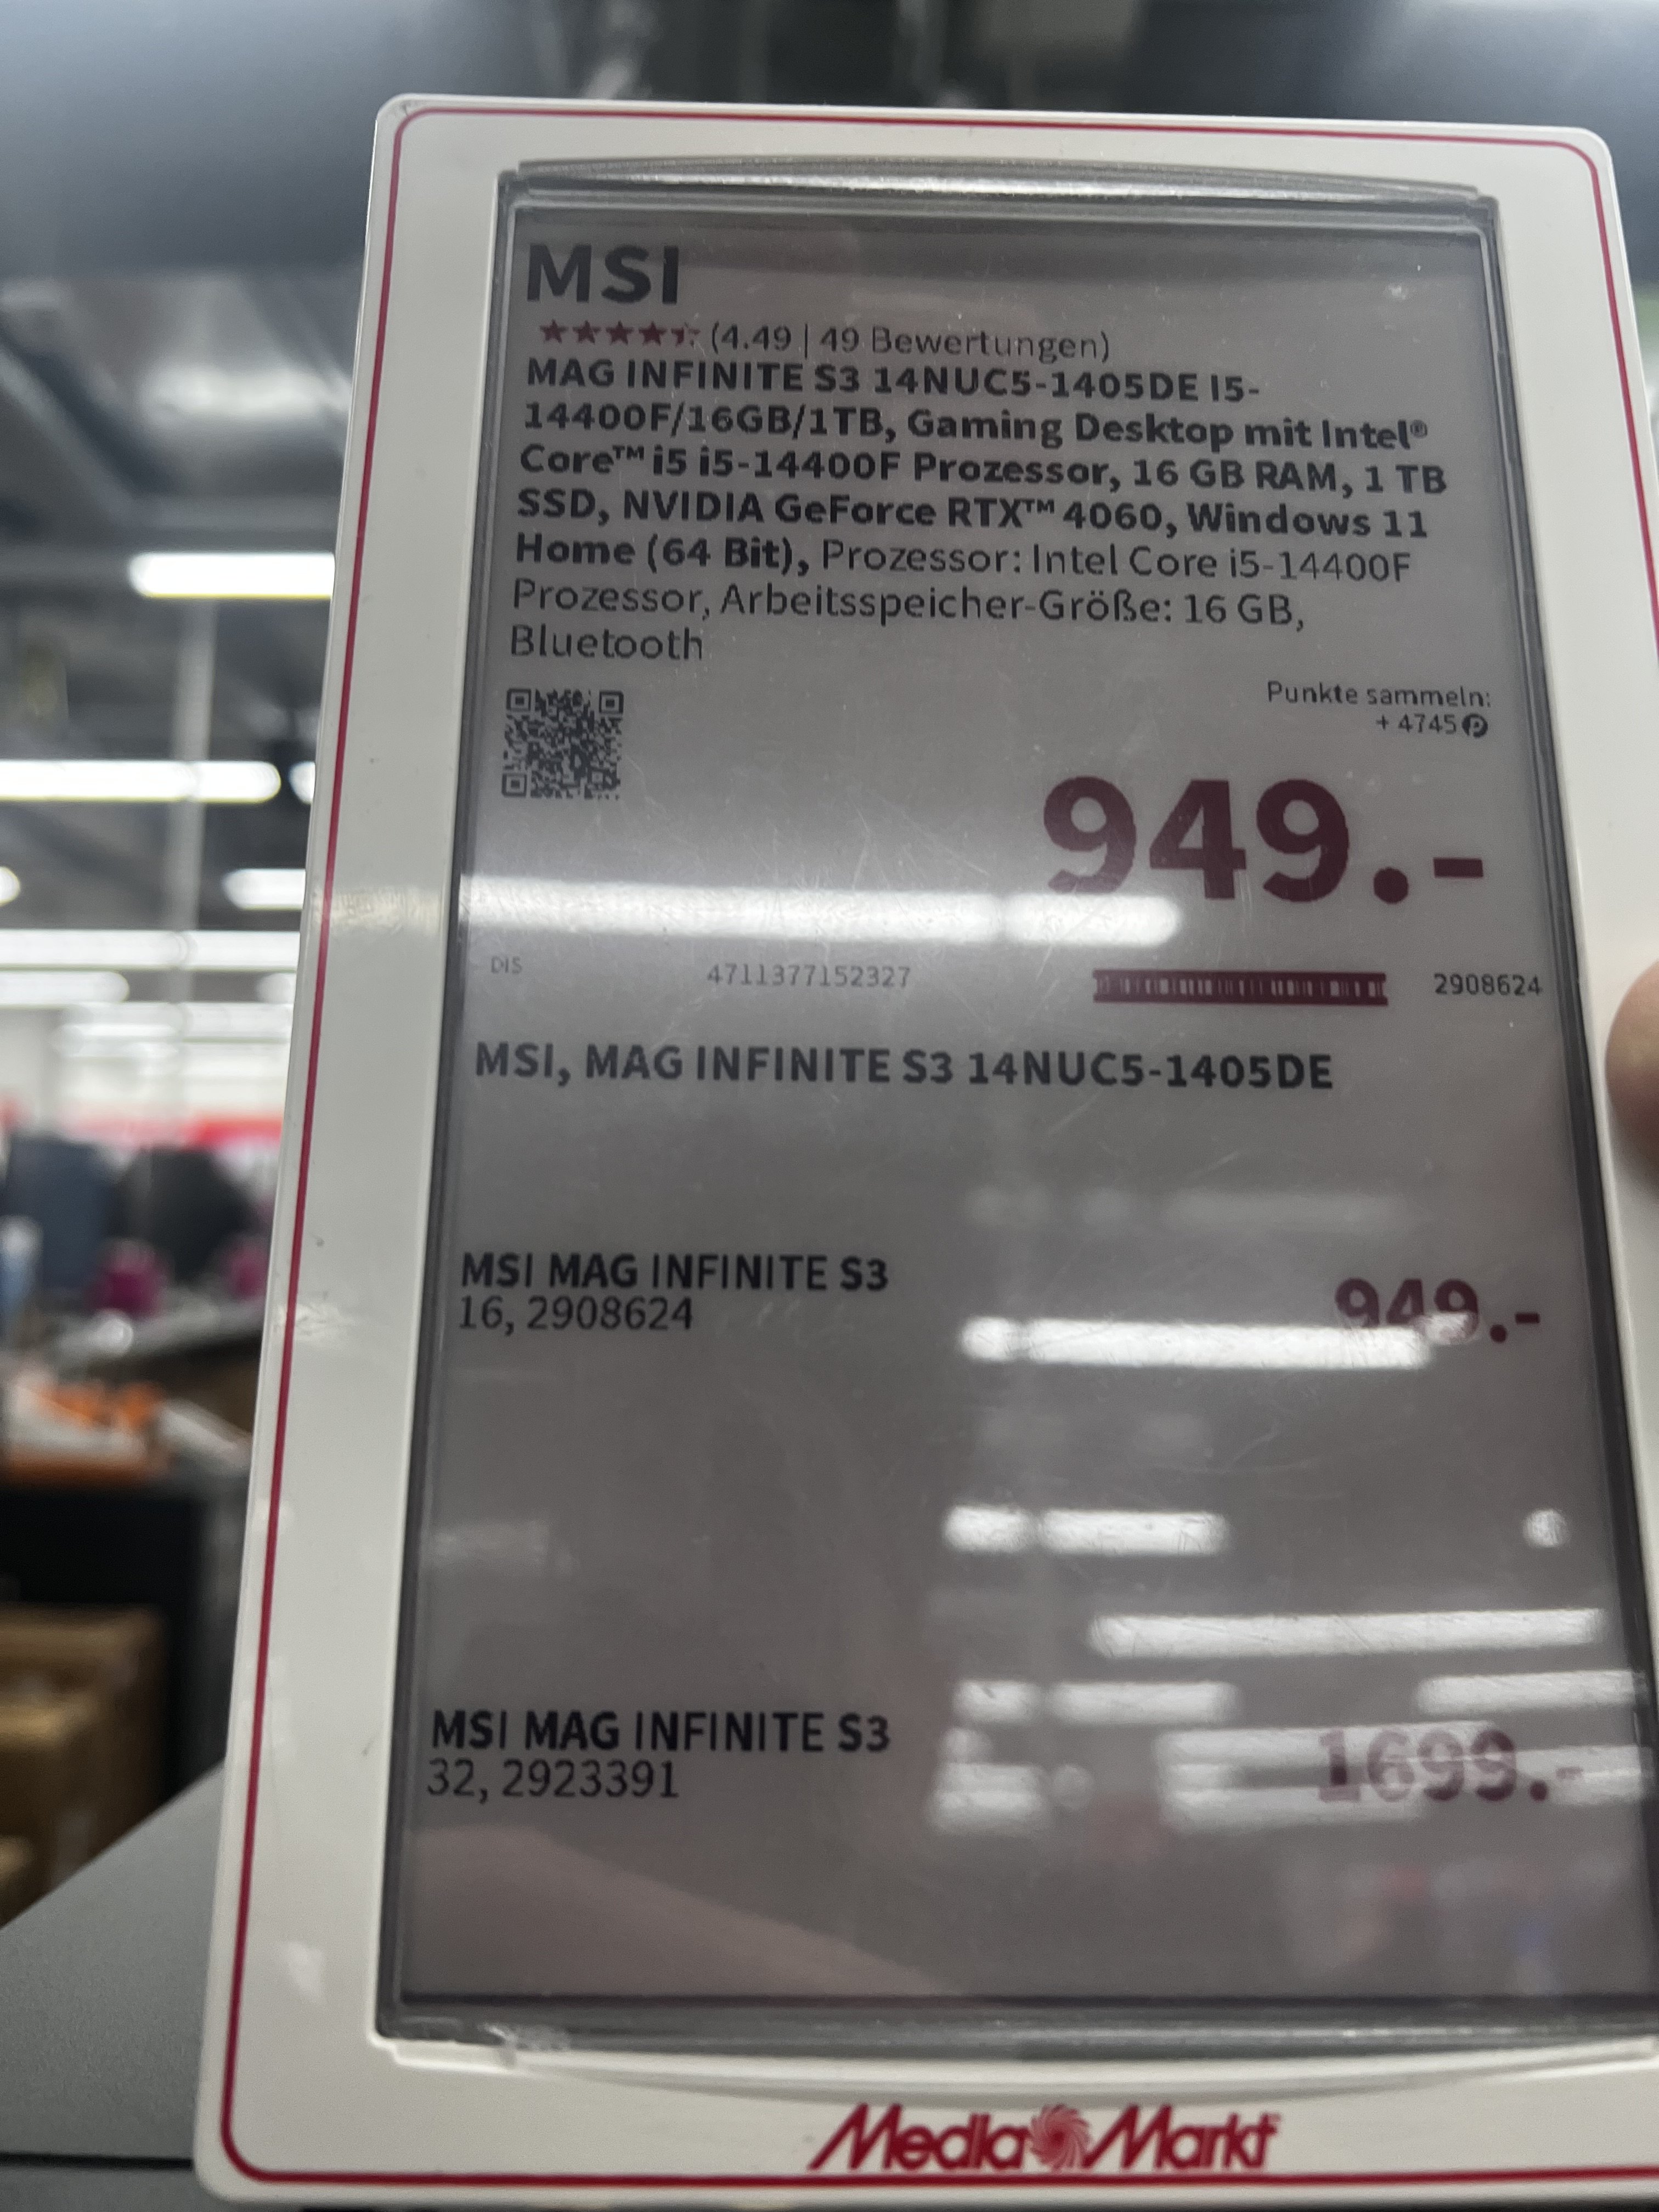 MSI
(4.49 | 49 Bewertungen)
MAG INFINITE S3 14NUC5-1405DE I5-
14400F/16GB/1TB, Gaming Desktop mit Intel®
Core™ i5 i5-14400F Prozessor, 16 GB RAM, 1 TB
SSD, NVIDIA GeForce RTX™ 4060, Windows 11
Home (64 Bit), Prozessor: Intel Core i5-14400F
Prozessor, Arbeitsspeicher-Größe: 16 GB,
Bluetooth
Punkte sammeln:
+ 4745 P
949.-
DIS 4711377152327 2908624
MSI, MAG INFINITE S3 14NUC5-1405DE
MSI MAG INFINITE S3
16, 2908624 949.-
MSI MAG INFINITE S3
32, 2923391 1699.-
Media Markt